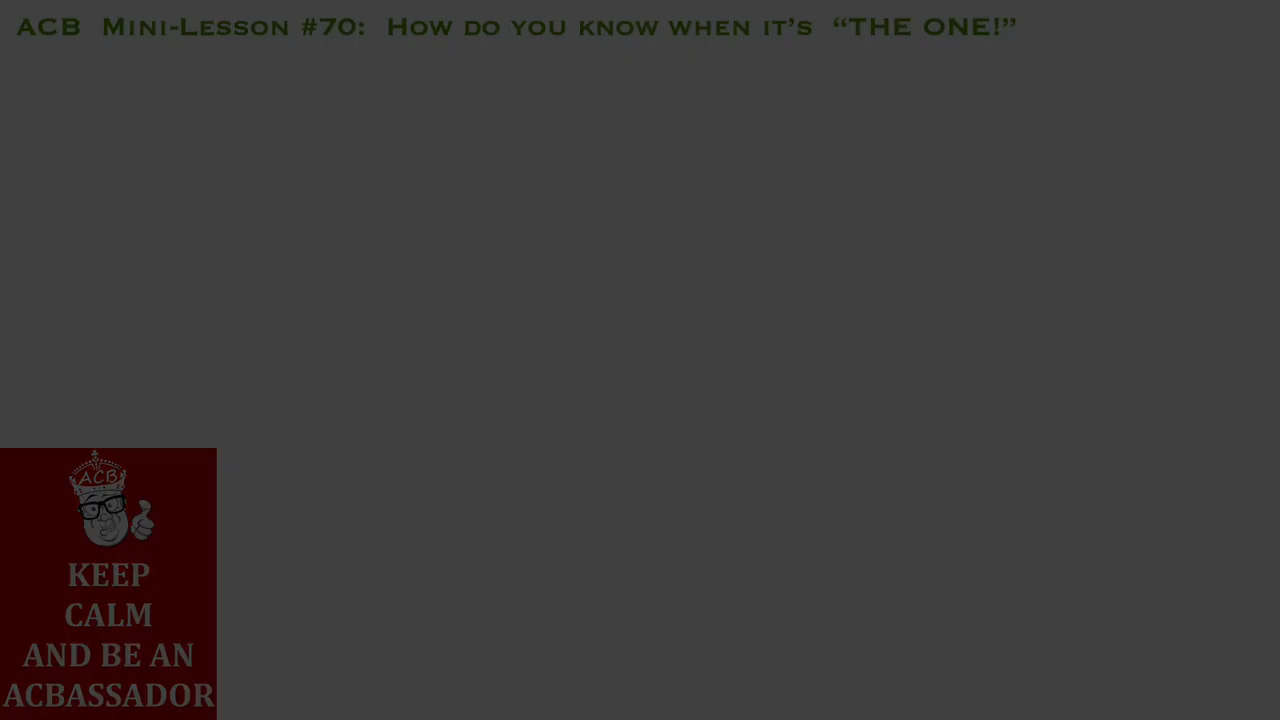 ACB Mini-Lesson #70: How do you know when it’s “THE ONE!”
ACB
KEEP
CALM
AND BE AN
ACBASSADOR